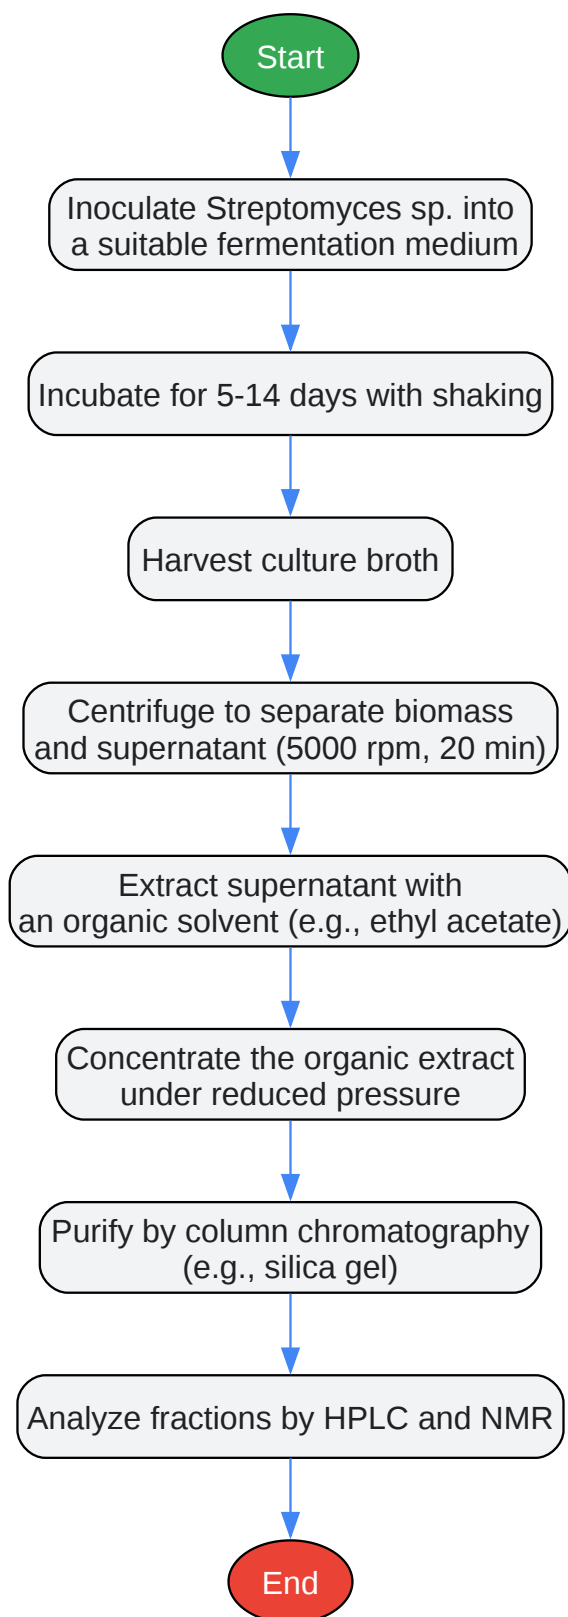 Start
Inoculate Streptomyces sp. into
a suitable fermentation medium
Incubate for 5-14 days with shaking
Harvest culture broth
Centrifuge to separate biomass
and supernatant (5000 rpm, 20 min)
Extract supernatant with
an organic solvent (e.g., ethyl acetate)
Concentrate the organic extract
under reduced pressure
Purify by column chromatography
(e.g., silica gel)
Analyze fractions by HPLC and NMR
End